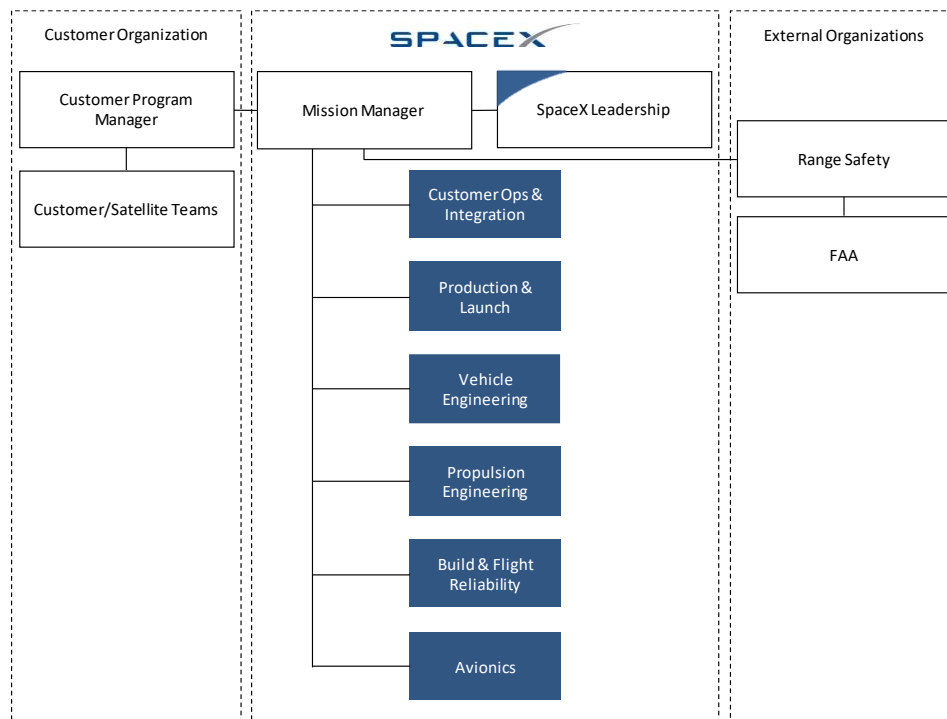 Customer Organization
SPACEX
External Organizations
Customer Program
Manager
Mission Manager
SpaceX Leadership
Range Safety
Customer/Satellite Teams
Customer Ops &
Integration
FAA
Production &
Launch
Vehicle
Engineering
Propulsion
Engineering
Build & Flight
Reliability
Avionics